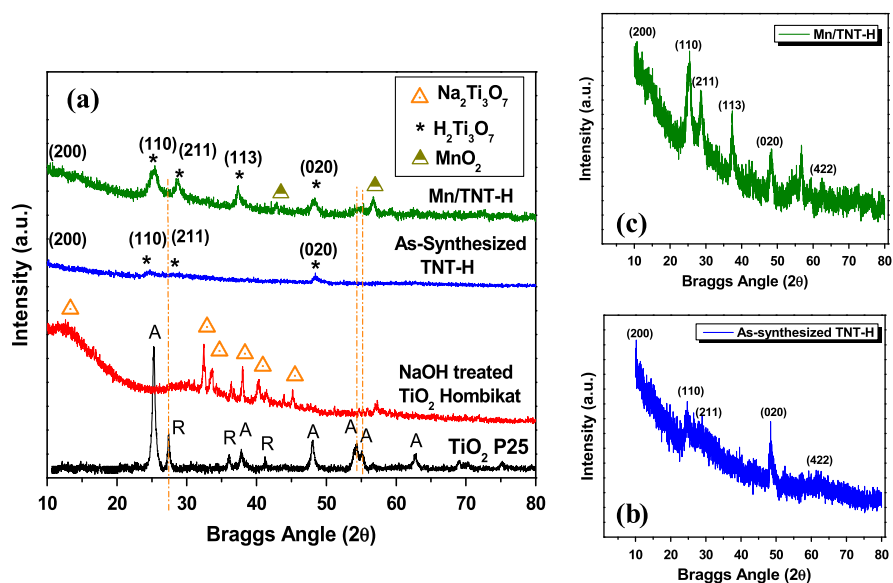 (a)
Na2Ti3O7
* H2Ti3O7
MnO2
(200)
(110)
*
(211)
*
(113)
*
(020)
*
Mn/TNT-H
(200)
(110)
*
(211)
*
(020)
*
As-Synthesized
TNT-H
A
NaOH treated
TiO2 Hombikat
R
R
A
R
A
A
A
A
TiO2 P25
10 20 30 40 50 60 70 80
Braggs Angle (2θ)
Intensity (a.u.)
Mn/TNT-H
(200)
(110)
(211)
(113)
(020)
(422)
(c)
10 20 30 40 50 60 70 80
Braggs Angle (2θ)
Intensity (a.u.)
As-synthesized TNT-H
(200)
(110)
(211)
(020)
(422)
(b)
10 20 30 40 50 60 70 80
Braggs Angle (2θ)
Intensity (a.u.)